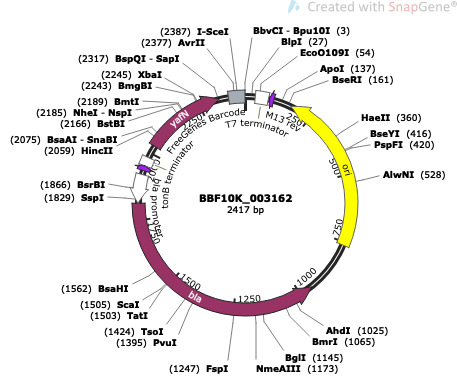 Created with SnapGene®
(2387) I-SceI
(2377) AvrII
(2317) BspQI - SapI
(2245) XbaI
(2243) BmgBI
(2189) BmtI
(2185) NheI - NspI
(2166) BstBI
(2075) BsaAI - SnaBI
(2059) HincII
(1866) BsrBI
(1829) SspI
(1562) BsaHI
(1505) ScaI
(1503) TatI
(1424) TsoI
(1395) PvuI
(1247) FspI
BbvCI - Bpu10I (3)
BlpI (27)
EcoO109I (54)
ApoI (137)
BseRI (161)
HaeII (360)
BseYI (416)
PspFI (420)
AlwNI (528)
AhdI (1025)
BmrI (1065)
BglI (1145)
NmeAIII (1173)
BBF10K_003162
2417 bp
yafN
FreeGenes Barcode
T7 terminator
M13 rev
ori
bla
bla promoter
tonB terminator
250
500
750
1000
1250
1500
1750
2250